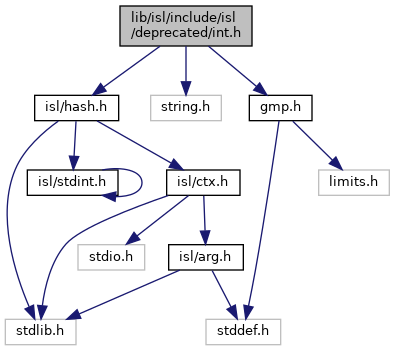 lib/isl/include/isl
/deprecated/int.h
isl/hash.h
string.h
gmp.h
isl/stdint.h
isl/ctx.h
limits.h
stdio.h
isl/arg.h
stdlib.h
stddef.h